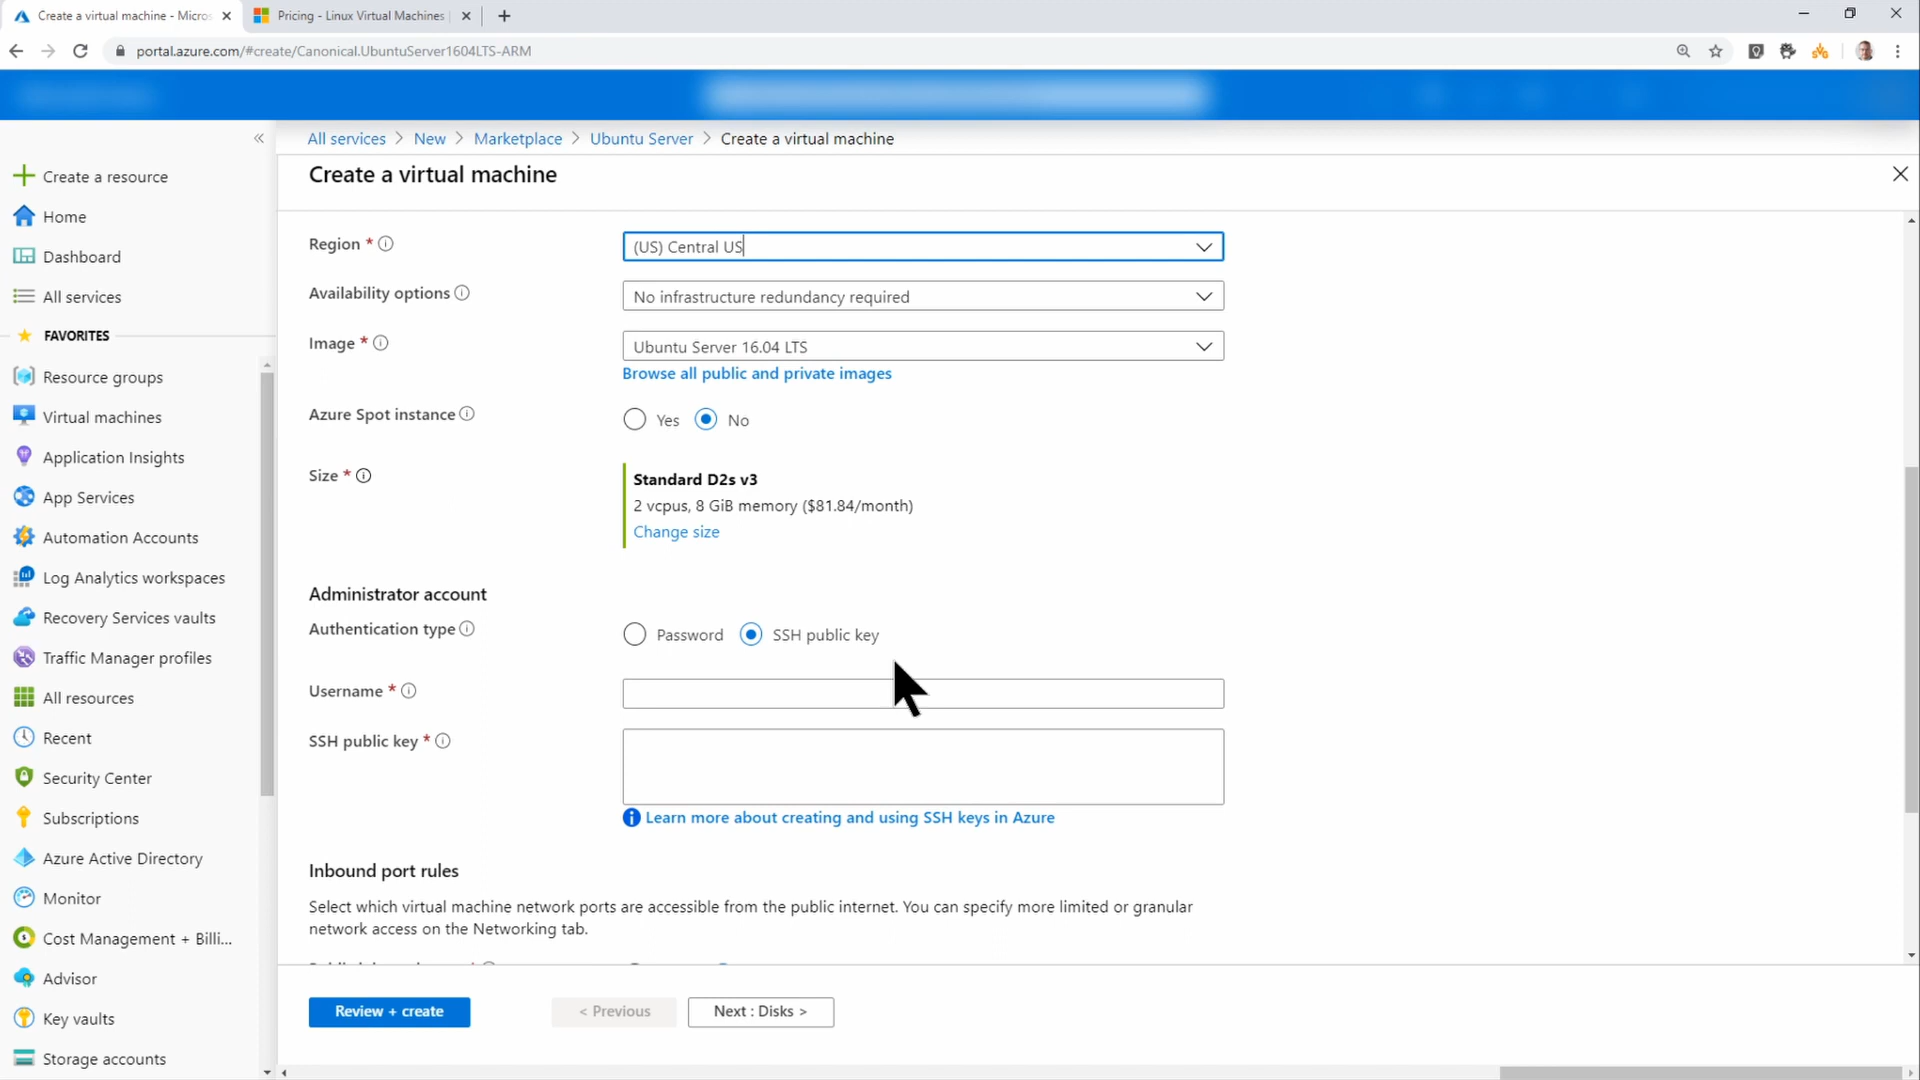 Create a virtual machine - Micros
Pricing - Linux Virtual Machines
portal.azure.com/#create/Canonical.UbuntuServer1604LTS-ARM
All services > New > Marketplace > Ubuntu Server > Create a virtual machine
Create a virtual machine
Create a resource
Home
Dashboard
All services
FAVORITES
Resource groups
Virtual machines
Application Insights
App Services
Automation Accounts
Log Analytics workspaces
Recovery Services vaults
Traffic Manager profiles
All resources
Recent
Security Center
Subscriptions
Azure Active Directory
Monitor
Cost Management + Billi...
Advisor
Key vaults
Storage accounts
Region *
(US) Central US
Availability options
No infrastructure redundancy required
Image *
Ubuntu Server 16.04 LTS
Browse all public and private images
Azure Spot instance
Yes No
Size *
Standard D2s v3
2 vcpus, 8 GiB memory ($81.84/month)
Change size
Administrator account
Authentication type
Password SSH public key
Username *
SSH public key *
Learn more about creating and using SSH keys in Azure
Inbound port rules
Select which virtual machine network ports are accessible from the public internet. You can specify more limited or granular
network access on the Networking tab.
Review + create
< Previous
Next : Disks >